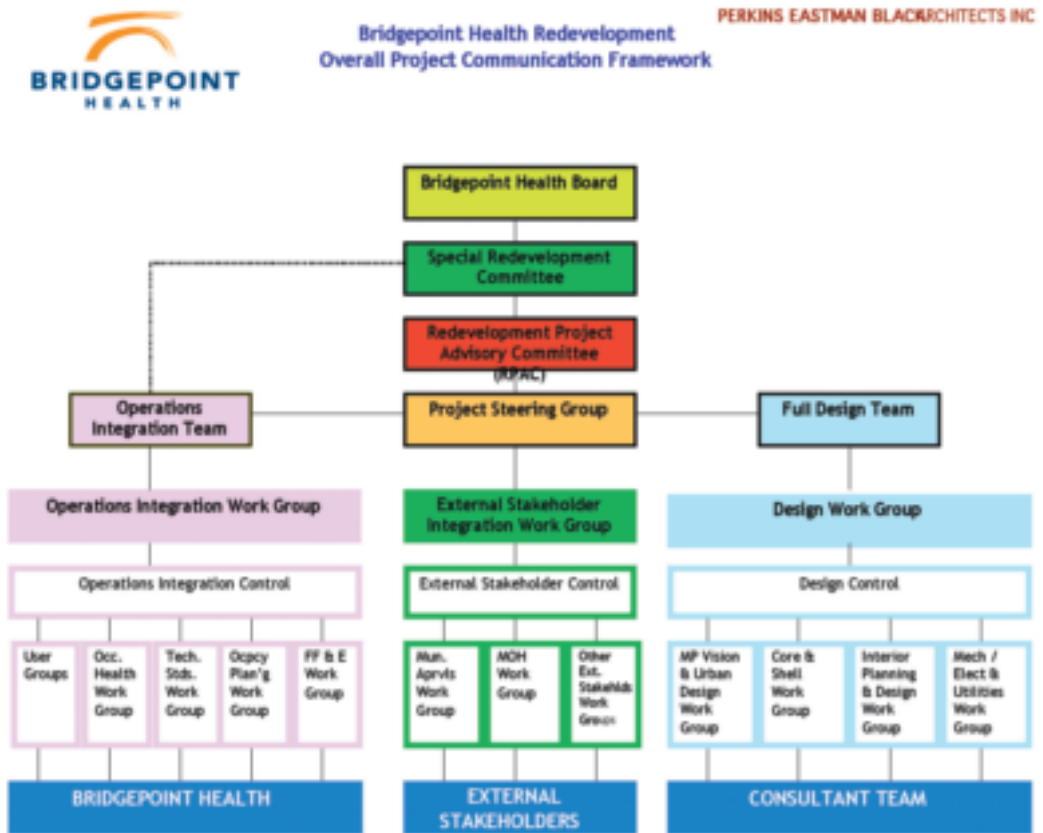 BRIDGEPOINT
HEALTH
Bridgepoint Health Redevelopment
Overall Project Communication Framework
PERKINS EASTMAN BLACK ARCHITECTS INC
Bridgepoint Health Board
Special Redevelopment
Committee
Redevelopment Project
Advisory Committee
(RPAC)
Operations
Integration Team
Project Steering Group
Full Design Team
Operations Integration Work Group
External Stakeholder
Integration Work Group
Design Work Group
Operations Integration Control
External Stakeholder Control
Design Control
User
Groups
Occ.
Health
Work
Group
Tech.
Stds.
Work
Group
Ocpcy
Plan'g
Work
Group
FF & E
Work
Group
Mun.
Aprvls
Work
Group
MOH
Work
Group
Other
Ext.
Stakehlds
Work
Groups
MP Vision
& Urban
Design
Work
Group
Core &
Shell
Work
Group
Interior
Planning
& Design
Work
Group
Mech /
Elect &
Utilities
Work
Group
BRIDGEPOINT HEALTH
EXTERNAL
STAKEHOLDERS
CONSULTANT TEAM